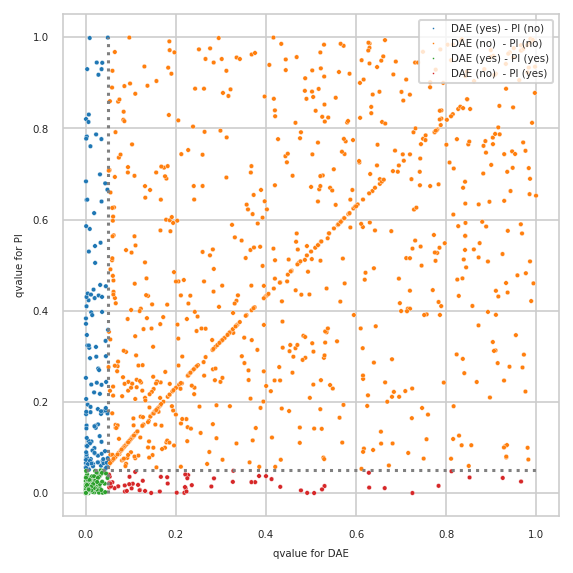 DAE (yes) - PI (no)
DAE (no)  - PI (no)
DAE (yes) - PI (yes)
DAE (no)  - PI (yes)
1.0
0.8
0.6
0.4
0.2
0.0
qvalue for PI
0.0 0.2 0.4 0.6 0.8 1.0
qvalue for DAE